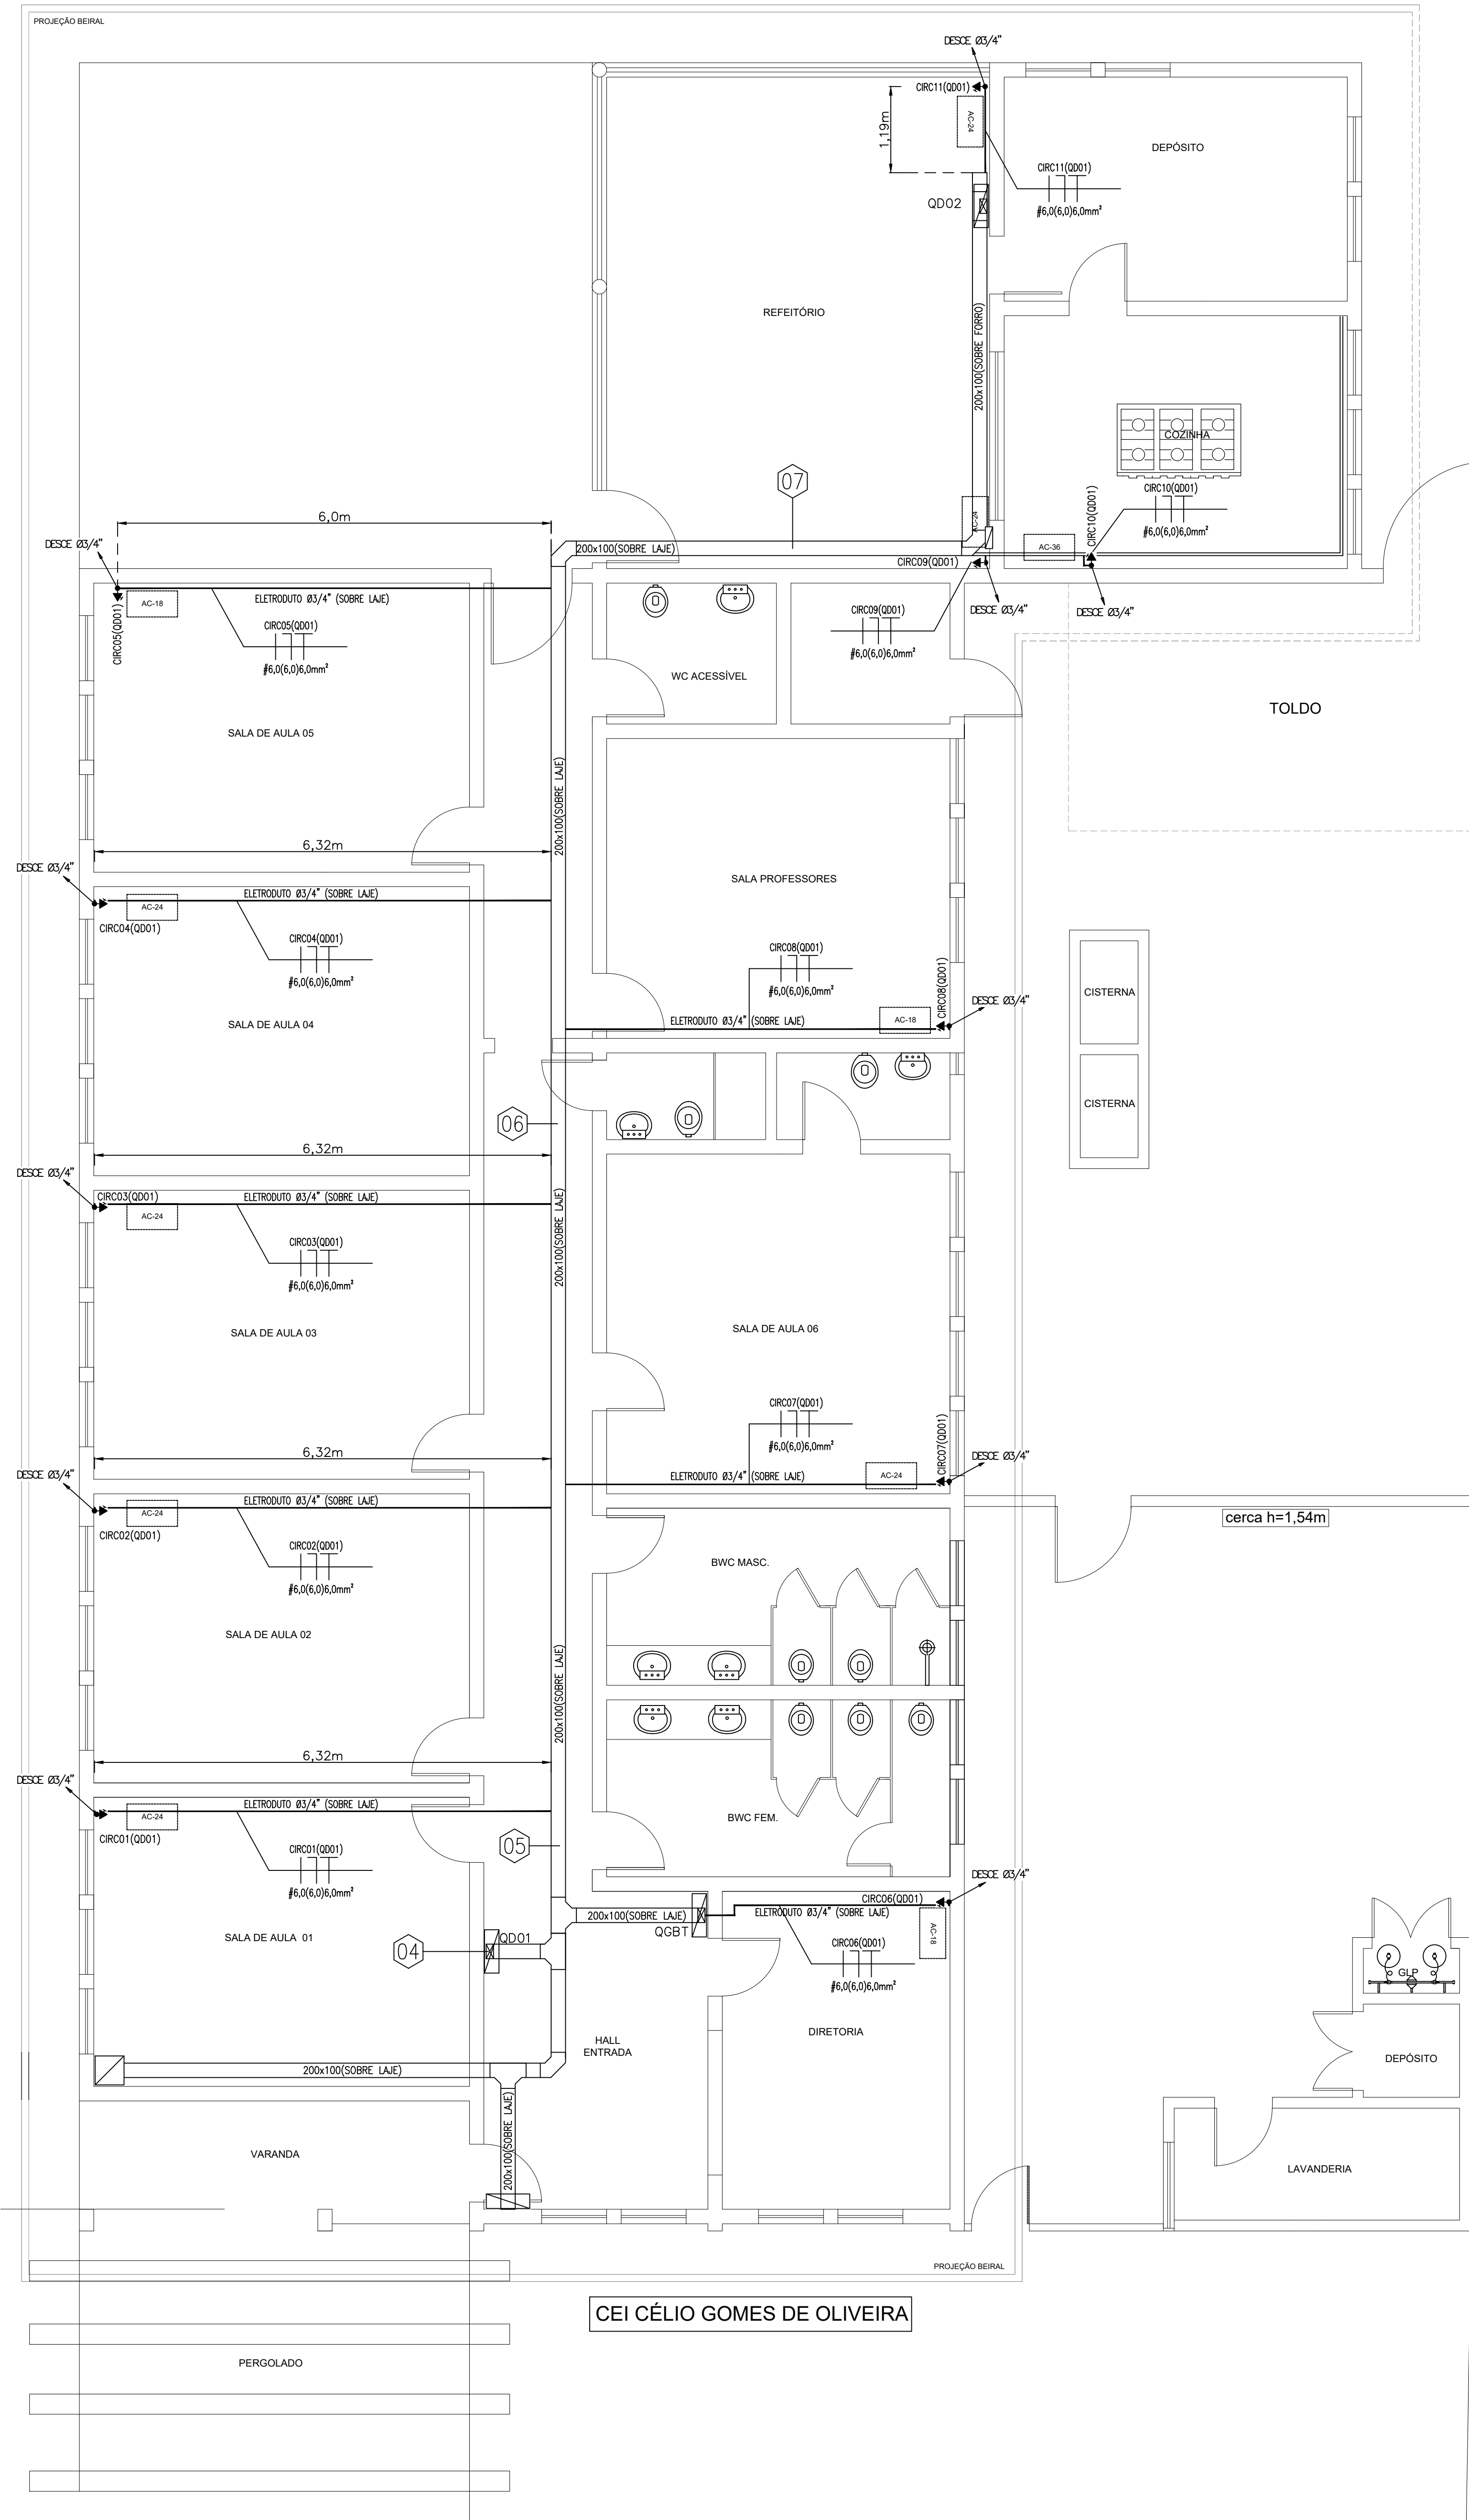 PROJEÇÃO BEIRAL
DESCE Ø3/4"
CIRC11(QD01)
AC-24
1,19m
DEPÓSITO
CIRC11(QD01)
#6,0(6,0)6,0mm²
QD02
REFEITÓRIO
200x100(SOBRE FORRO)
COZINHA
07
CIRC10(QD01)
CIRC10(QD01)
#6,0(6,0)6,0mm²
6,0m
AC-24
DESCE Ø3/4"
200x100(SOBRE LAJE)
AC-36
CIRC09(QD01)
ELETRODUTO Ø3/4" (SOBRE LAJE)
AC-18
CIRC05(QD01)
DESCE Ø3/4"
DESCE Ø3/4"
CIRC05(QD01)
#6,0(6,0)6,0mm²
CIRC09(QD01)
#6,0(6,0)6,0mm²
WC ACESSÍVEL
TOLDO
SALA DE AULA 05
200x100(SOBRE LAJE)
6,32m
DESCE Ø3/4"
SALA PROFESSORES
ELETRODUTO Ø3/4" (SOBRE LAJE)
AC-24
CIRC04(QD01)
CIRC04(QD01)
#6,0(6,0)6,0mm²
CIRC08(QD01)
#6,0(6,0)6,0mm²
CIRC08(QD01)
CISTERNA
DESCE Ø3/4"
SALA DE AULA 04
ELETRODUTO Ø3/4" (SOBRE LAJE)
AC-18
CISTERNA
06
6,32m
DESCE Ø3/4"
CIRC03(QD01)
ELETRODUTO Ø3/4" (SOBRE LAJE)
AC-24
200x100(SOBRE LAJE)
CIRC03(QD01)
#6,0(6,0)6,0mm²
SALA DE AULA 03
SALA DE AULA 06
CIRC07(QD01)
#6,0(6,0)6,0mm²
CIRC07(QD01)
6,32m
DESCE Ø3/4"
DESCE Ø3/4"
ELETRODUTO Ø3/4" (SOBRE LAJE)
AC-24
ELETRODUTO Ø3/4" (SOBRE LAJE)
AC-24
CIRC02(QD01)
cerca h=1,54m
CIRC02(QD01)
#6,0(6,0)6,0mm²
BWC MASC.
SALA DE AULA 02
200x100(SOBRE LAJE)
6,32m
DESCE Ø3/4"
ELETRODUTO Ø3/4" (SOBRE LAJE)
AC-24
CIRC01(QD01)
BWC FEM.
CIRC01(QD01)
#6,0(6,0)6,0mm²
05
DESCE Ø3/4"
CIRC06(QD01)
ELETRODUTO Ø3/4" (SOBRE LAJE)
200x100(SOBRE LAJE)
QGBT
AC-18
SALA DE AULA 01
QD01
04
CIRC06(QD01)
#6,0(6,0)6,0mm²
GLP
DIRETORIA
HALL
ENTRADA
DEPÓSITO
200x100(SOBRE LAJE)
200x100(SOBRE LAJE)
VARANDA
LAVANDERIA
PROJEÇÃO BEIRAL
CEI CÉLIO GOMES DE OLIVEIRA
PERGOLADO